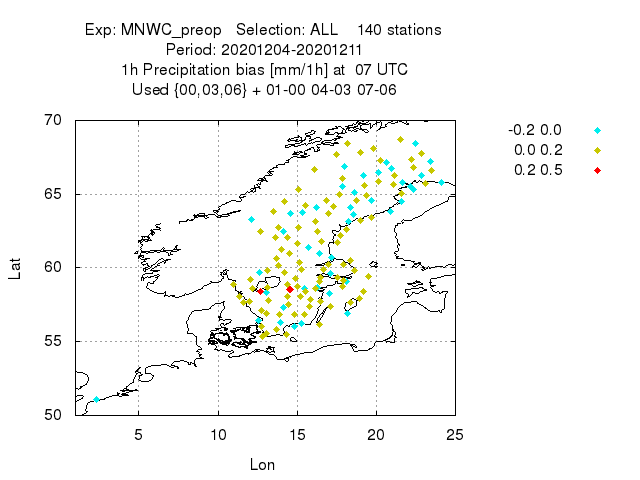 Exp: MNWC_preop Selection: ALL 140 stations
Period: 20201204-20201211
1h Precipitation bias [mm/1h] at 07 UTC
Used {00,03,06} + 01-00 04-03 07-06
-0.2 0.0
0.0 0.2
0.2 0.5
70
65
60
55
50
Lat
5 10 15 20 25
Lon